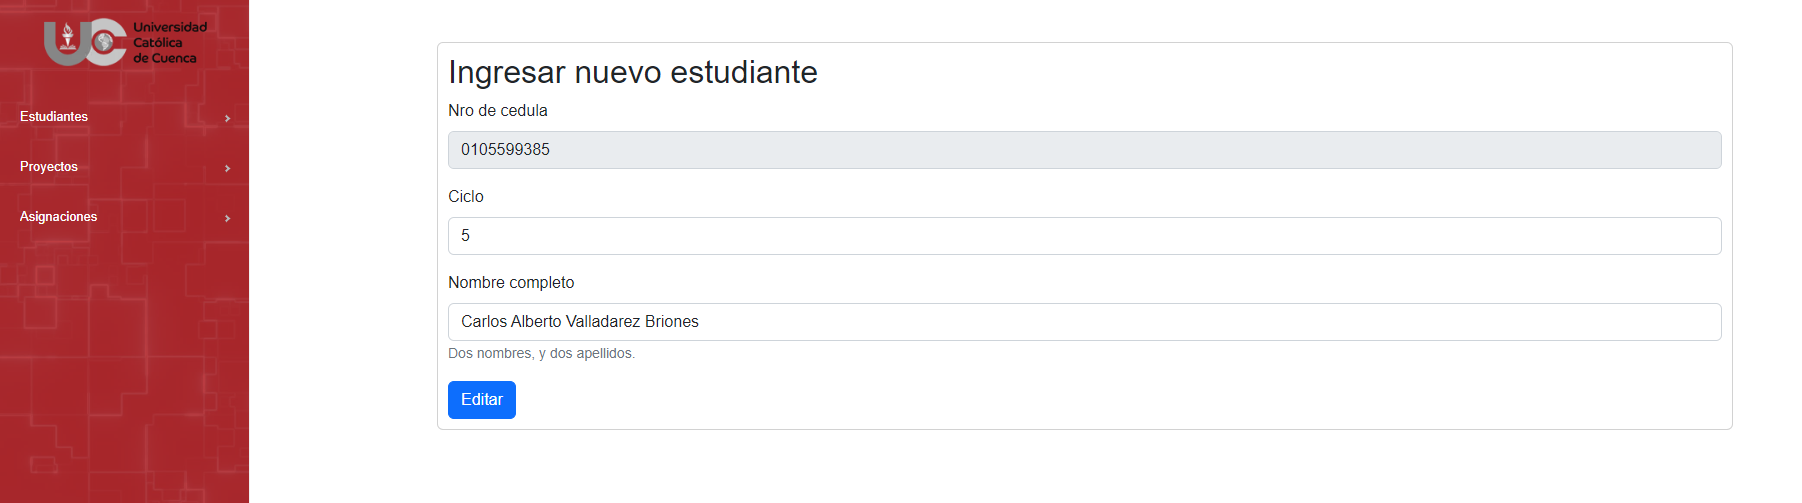 UC Universidad
Católica
de Cuenca
Estudiantes
Proyectos
Asignaciones
Ingresar nuevo estudiante
Nro de cedula
0105599385
Ciclo
5
Nombre completo
Carlos Alberto Valladarez Briones
Dos nombres, y dos apellidos.
Editar